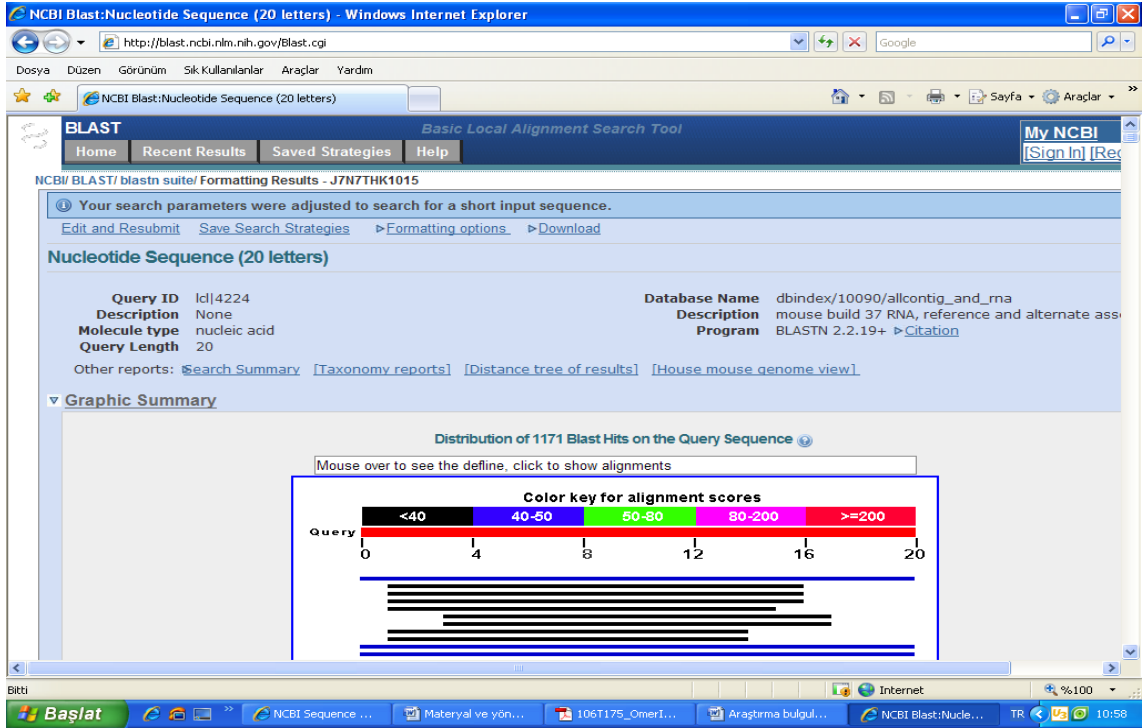 NCBI Blast:Nucleotide Sequence (20 letters) - Windows Internet Explorer
http://blast.ncbi.nlm.nih.gov/Blast.cgi
Google
Dosya Düzen Görünüm Sık Kullanılanlar Araçlar Yardım
NCBI Blast:Nucleotide Sequence (20 letters)
Sayfa Araçlar
BLAST Basic Local Alignment Search Tool My NCBI
Home Recent Results Saved Strategies Help [Sign In] [Reg
NCBI/ BLAST/ blastn suite/ Formatting Results - J7N7THK1015
Your search parameters were adjusted to search for a short input sequence.
Edit and Resubmit Save Search Strategies Formatting options Download
Nucleotide Sequence (20 letters)
Query ID lcl|4224
Description None
Molecule type nucleic acid
Query Length 20
Database Name dbindex/10090/allcontig_and_rna
Description mouse build 37 RNA, reference and alternate asse
Program BLASTN 2.2.19+ Citation
Other reports: Search Summary [Taxonomy reports] [Distance tree of results] [House mouse genome view]
Graphic Summary
Distribution of 1171 Blast Hits on the Query Sequence
Mouse over to see the defline, click to show alignments
Color key for alignment scores
<40 40-50 50-80 80-200 >=200
Query
0 4 8 12 16 20
Bitti Internet %100
Başlat NCBI Sequence ... Materyal ve yön... 106T175_OmerI... Araştırma bulgul... NCBI Blast:Nucle... TR 10:58